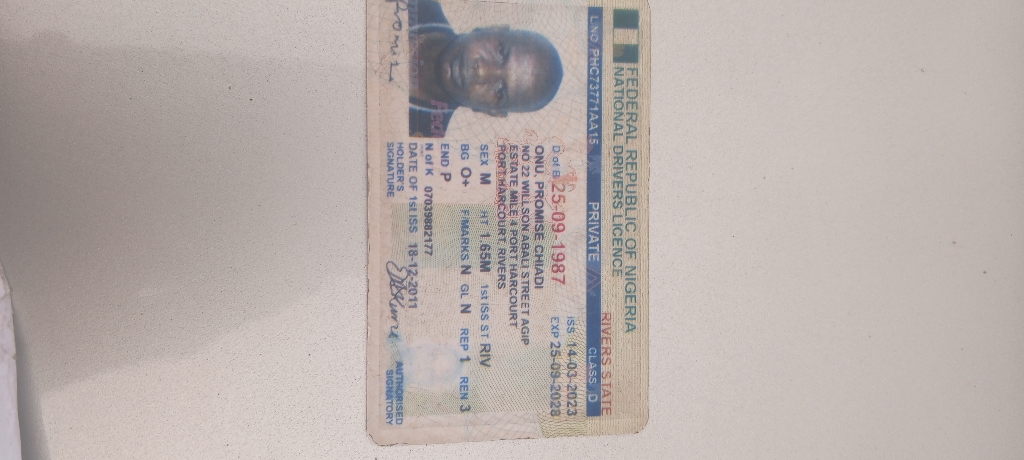 FEDERAL REPUBLIC OF NIGERIA
NATIONAL DRIVERS LICENCE
RIVERS STATE
L/NO PHC73771AA15 PRIVATE CLASS D
D of B 25-09-1987
ISS 14-03-2023
EXP 25-09-2028
ONU, PROMISE CHIADI
NO 22 WILLSON ABALI STREET AGIP
ESTATE MILE 4 PORT HARCOURT
PORT HARCOURT, RIVERS
SEX M HT 1.65M 1st ISS ST RIV
BG O+ F/MARKS N GL N REP 1 REN 3
END P
N of K 07039882177
DATE OF 1st ISS 18-12-2011
HOLDER'S
SIGNATURE
AUTHORISED
SIGNATORY